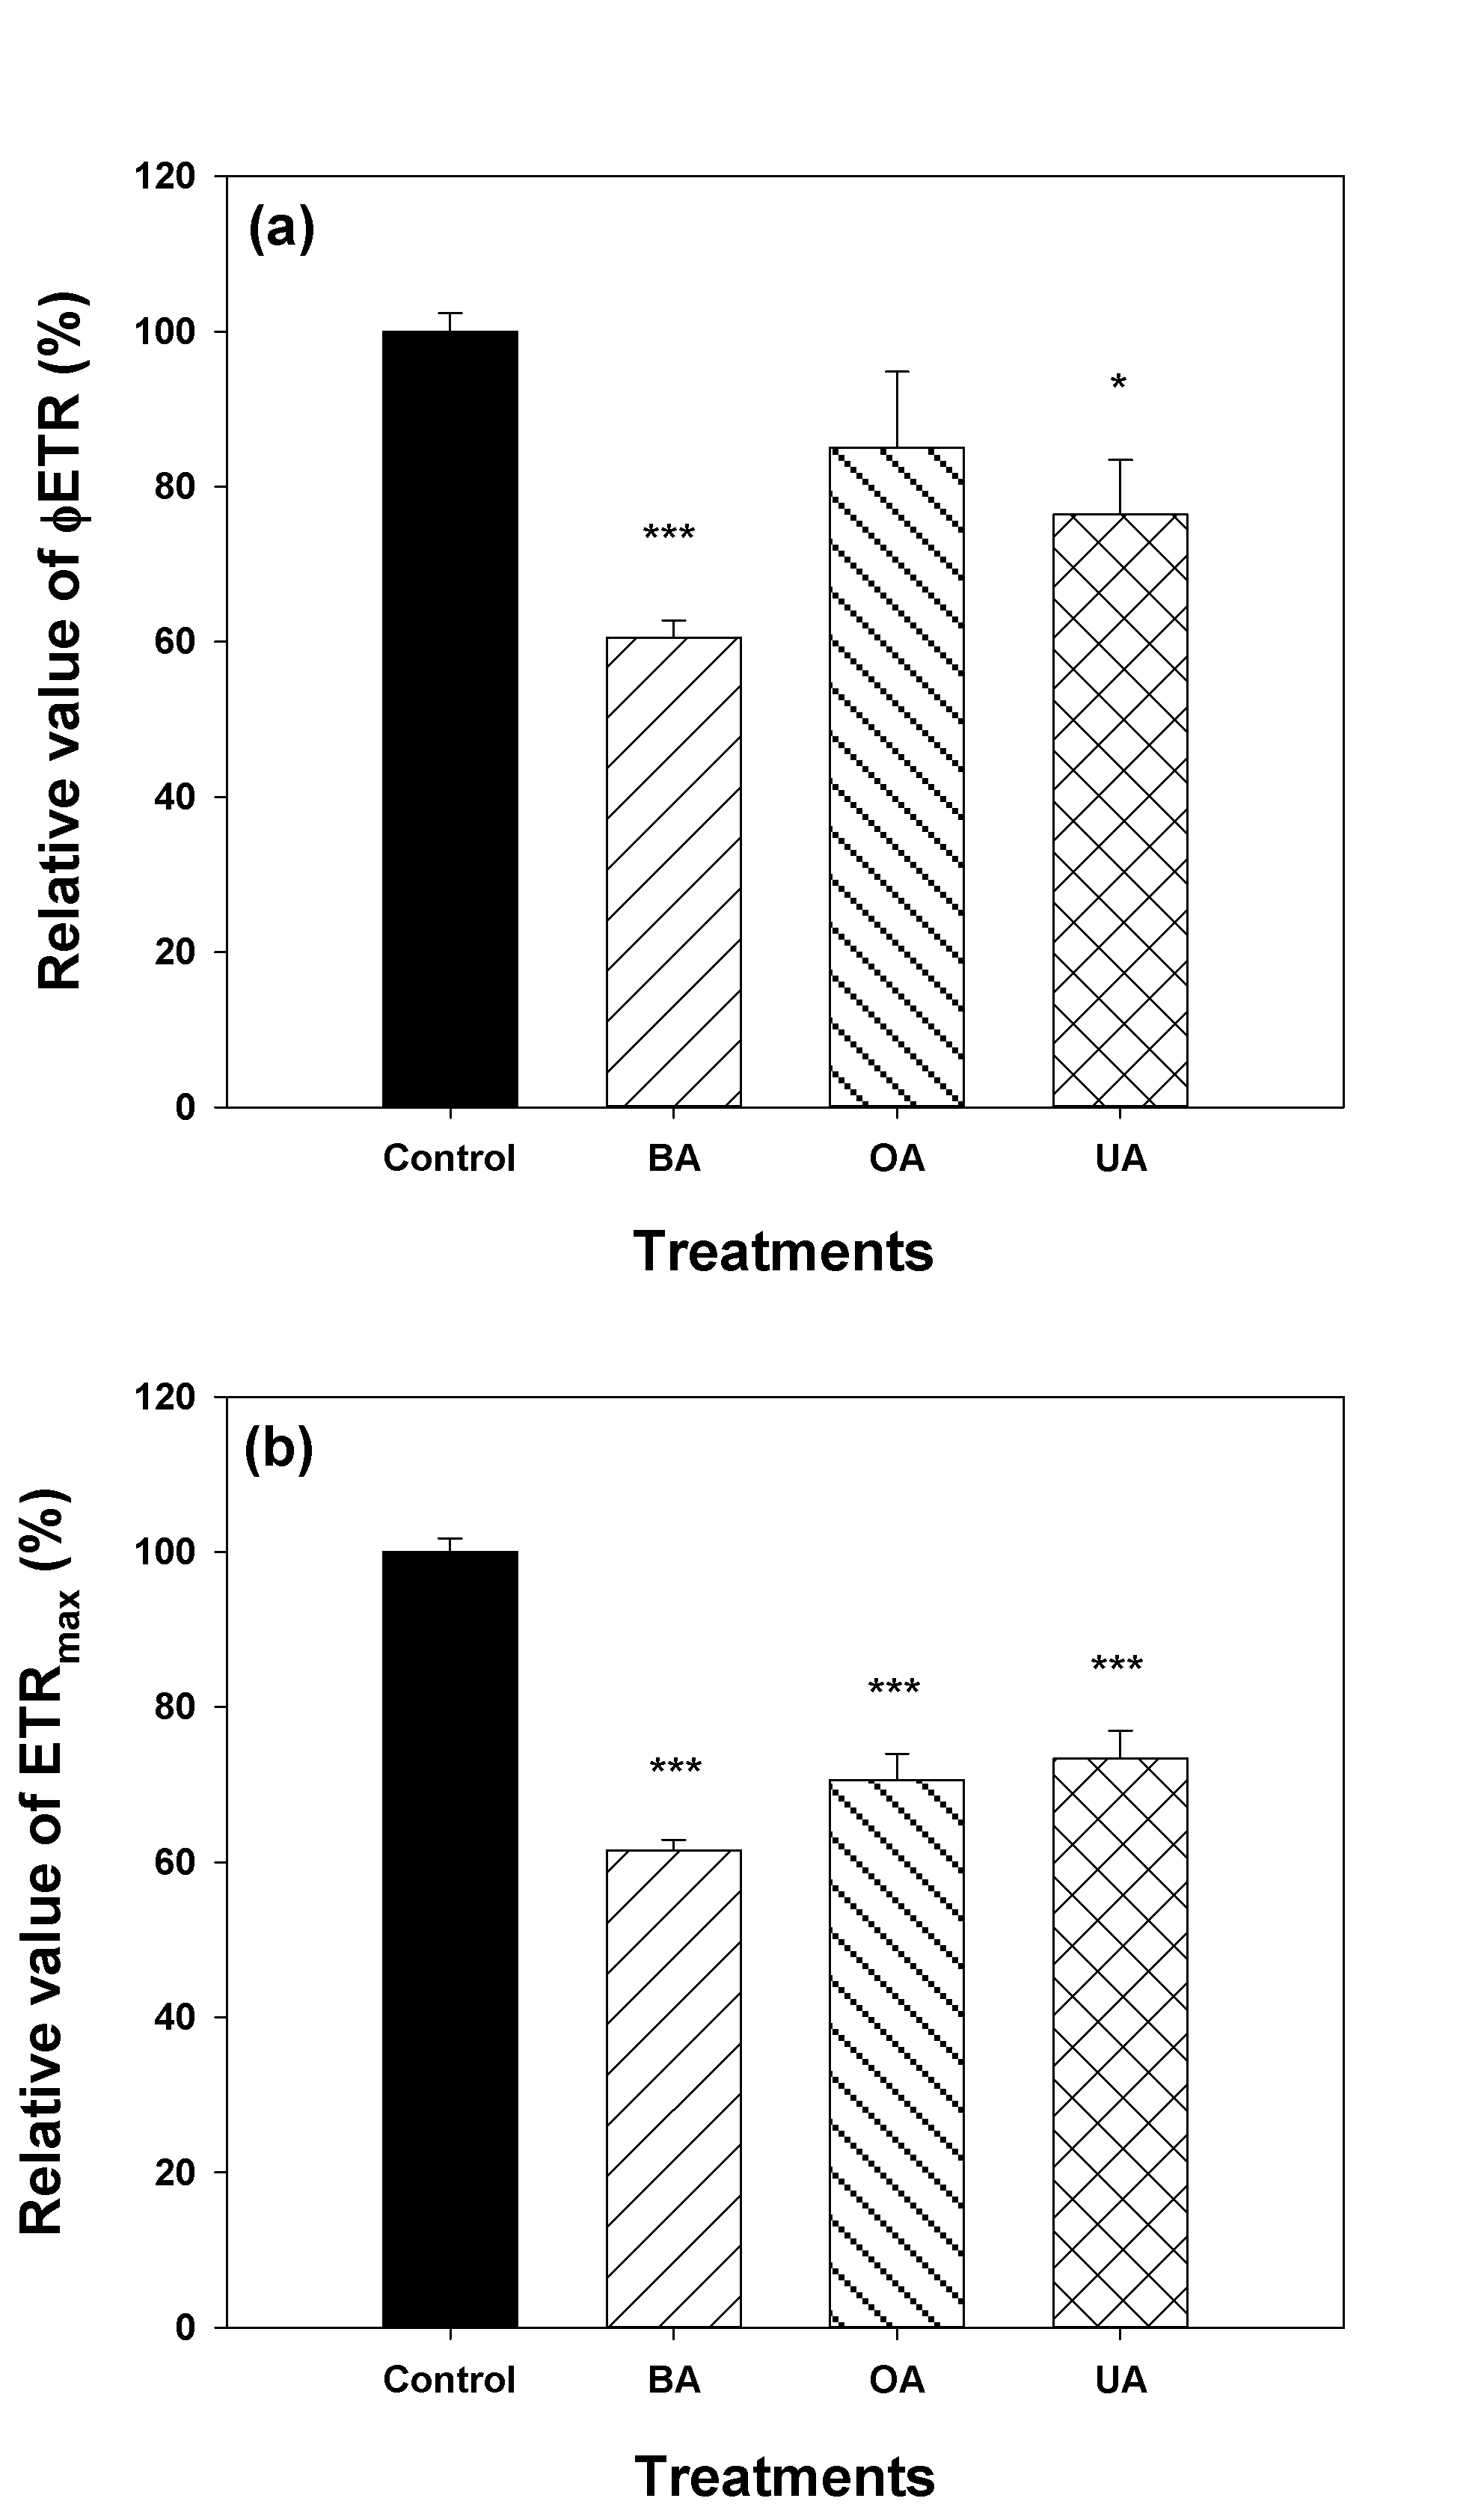 (a)
Relative value of ϕETR (%)
120
100
80
60
40
20
0
*
***
Control BA OA UA
Treatments
(b)
Relative value of ETRmax (%)
120
100
80
60
40
20
0
***
***
***
Control BA OA UA
Treatments